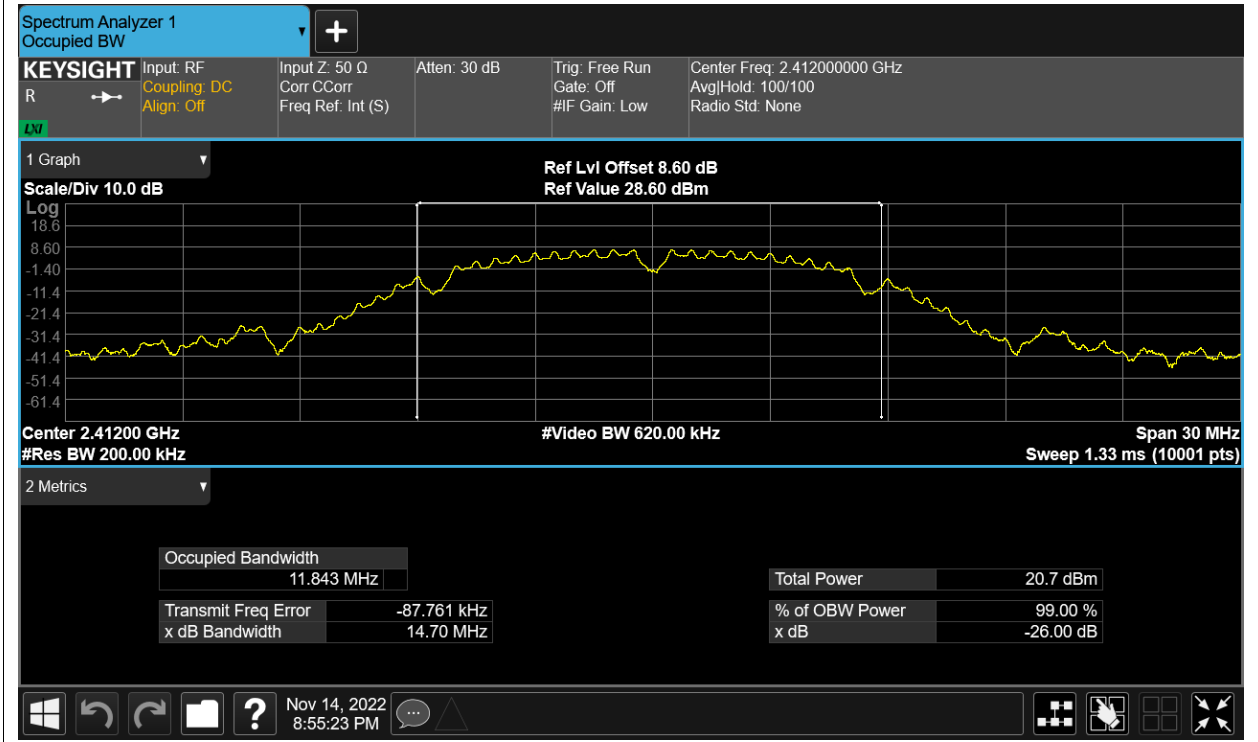 Spectrum Analyzer 1
Occupied BW
KEYSIGHT
R
LXI
Input: RF
Coupling: DC
Align: Off
Input Z: 50 Ω
Corr CCorr
Freq Ref: Int (S)
Atten: 30 dB
Trig: Free Run
Gate: Off
#IF Gain: Low
Center Freq: 2.412000000 GHz
Avg|Hold: 100/100
Radio Std: None
1 Graph
Scale/Div 10.0 dB
Ref Lvl Offset 8.60 dB
Ref Value 28.60 dBm
Log
18.6
8.60
-1.40
-11.4
-21.4
-31.4
-41.4
-51.4
-61.4
Center 2.41200 GHz
#Video BW 620.00 kHz
Span 30 MHz
#Res BW 200.00 kHz
Sweep 1.33 ms (10001 pts)
2 Metrics
Occupied Bandwidth
11.843 MHz
Total Power 20.7 dBm
Transmit Freq Error -87.761 kHz
% of OBW Power 99.00 %
x dB Bandwidth 14.70 MHz
x dB -26.00 dB
?
Nov 14, 2022
8:55:23 PM